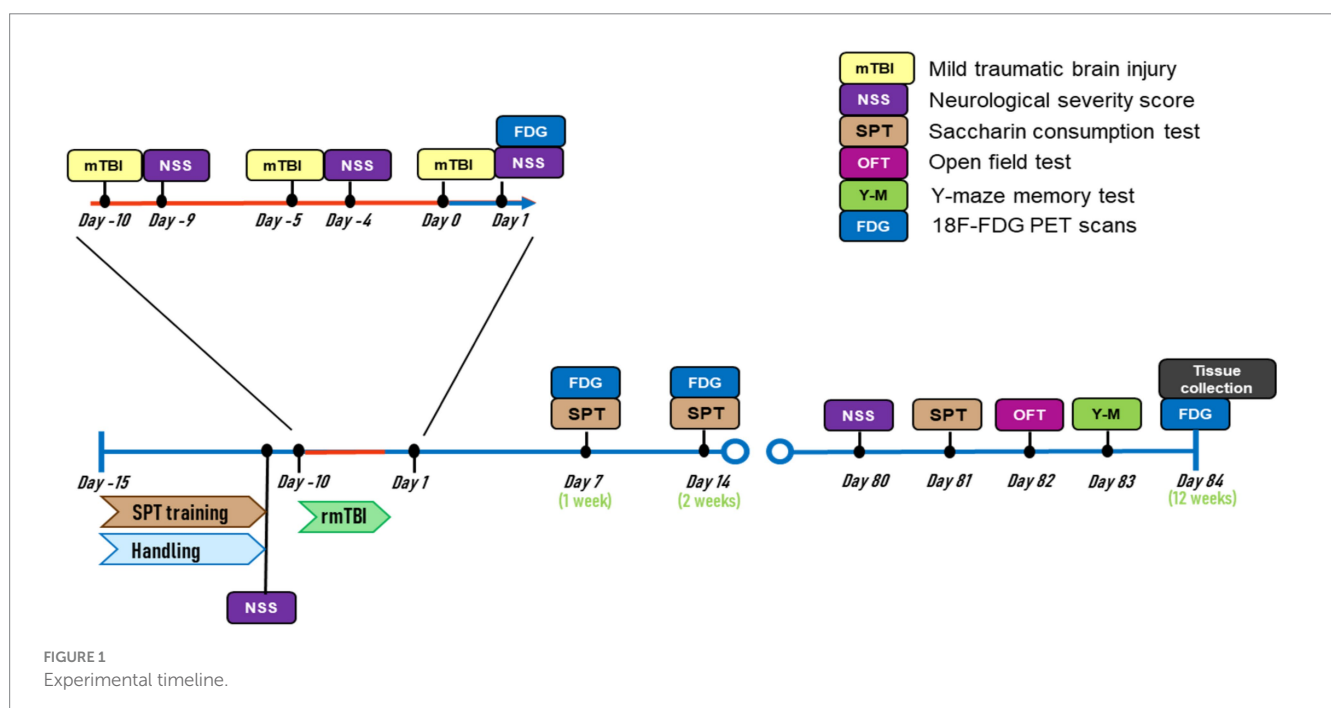 mTBI Mild traumatic brain injury
NSS Neurological severity score
SPT Saccharin consumption test
OFT Open field test
Y-M Y-maze memory test
FDG 18F-FDG PET scans
FDG
mTBI NSS mTBI NSS mTBI NSS
Day -10 Day -9 Day -5 Day -4 Day 0 Day 1
Tissue
collection
FDG FDG
SPT SPT NSS SPT OFT Y-M FDG
Day -15 Day -10 Day 1 Day 7 Day 14 Day 80 Day 81 Day 82 Day 83 Day 84
(1 week) (2 weeks) (12 weeks)
SPT training rmTBI
Handling
NSS
FIGURE 1
Experimental timeline.